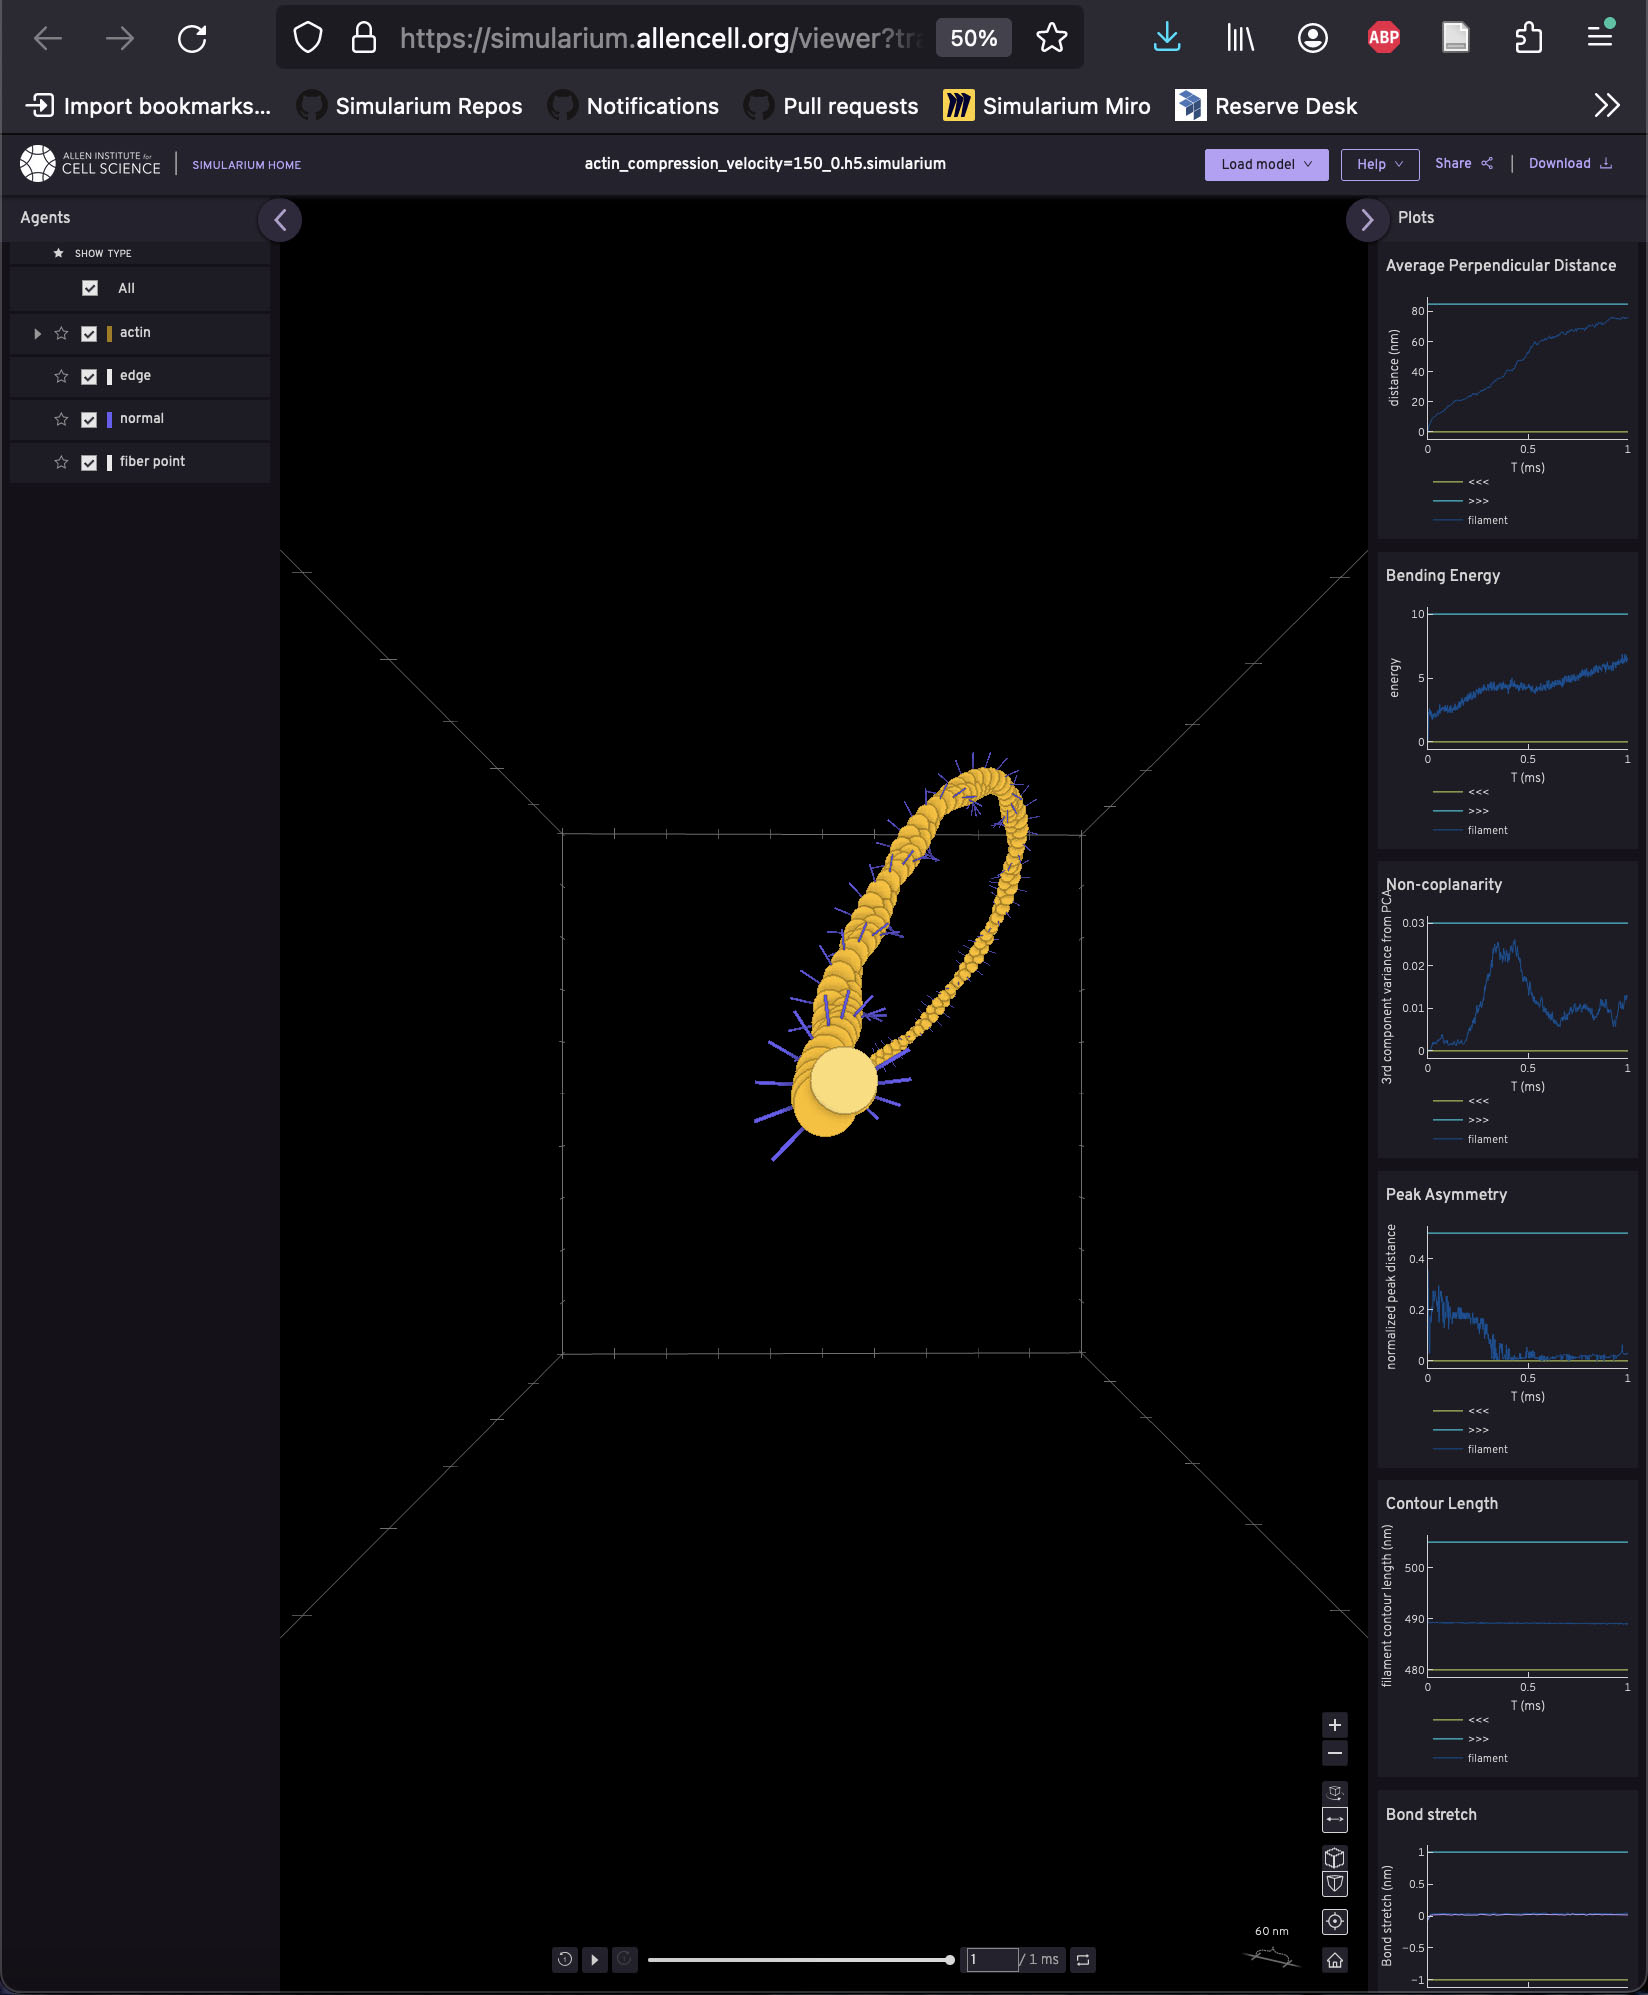 https://simularium.allencell.org/viewer?tra
50%
ABP
Import bookmarks...
Simularium Repos
Notifications
Pull requests
Simularium Miro
Reserve Desk
ALLEN INSTITUTE for
CELL SCIENCE
SIMULARIUM HOME
actin_compression_velocity=150_0.h5.simularium
Load model
Help
Share
Download
Agents
SHOW TYPE
All
actin
edge
normal
fiber point
60 nm
1
/ 1 ms
Plots
Average Perpendicular Distance
distance (nm)
80
60
40
20
0
0
0.5
1
T (ms)
<<<
>>>
filament
Bending Energy
energy
10
5
0
0
0.5
1
T (ms)
<<<
>>>
filament
Non-coplanarity
3rd component variance from PCA
0.03
0.02
0.01
0
0
0.5
1
T (ms)
<<<
>>>
filament
Peak Asymmetry
normalized peak distance
0.4
0.2
0
0
0.5
1
T (ms)
<<<
>>>
filament
Contour Length
filament contour length (nm)
500
490
480
0
0.5
1
T (ms)
<<<
>>>
filament
Bond stretch
Bond stretch (nm)
1
0.5
0
−0.5
−1